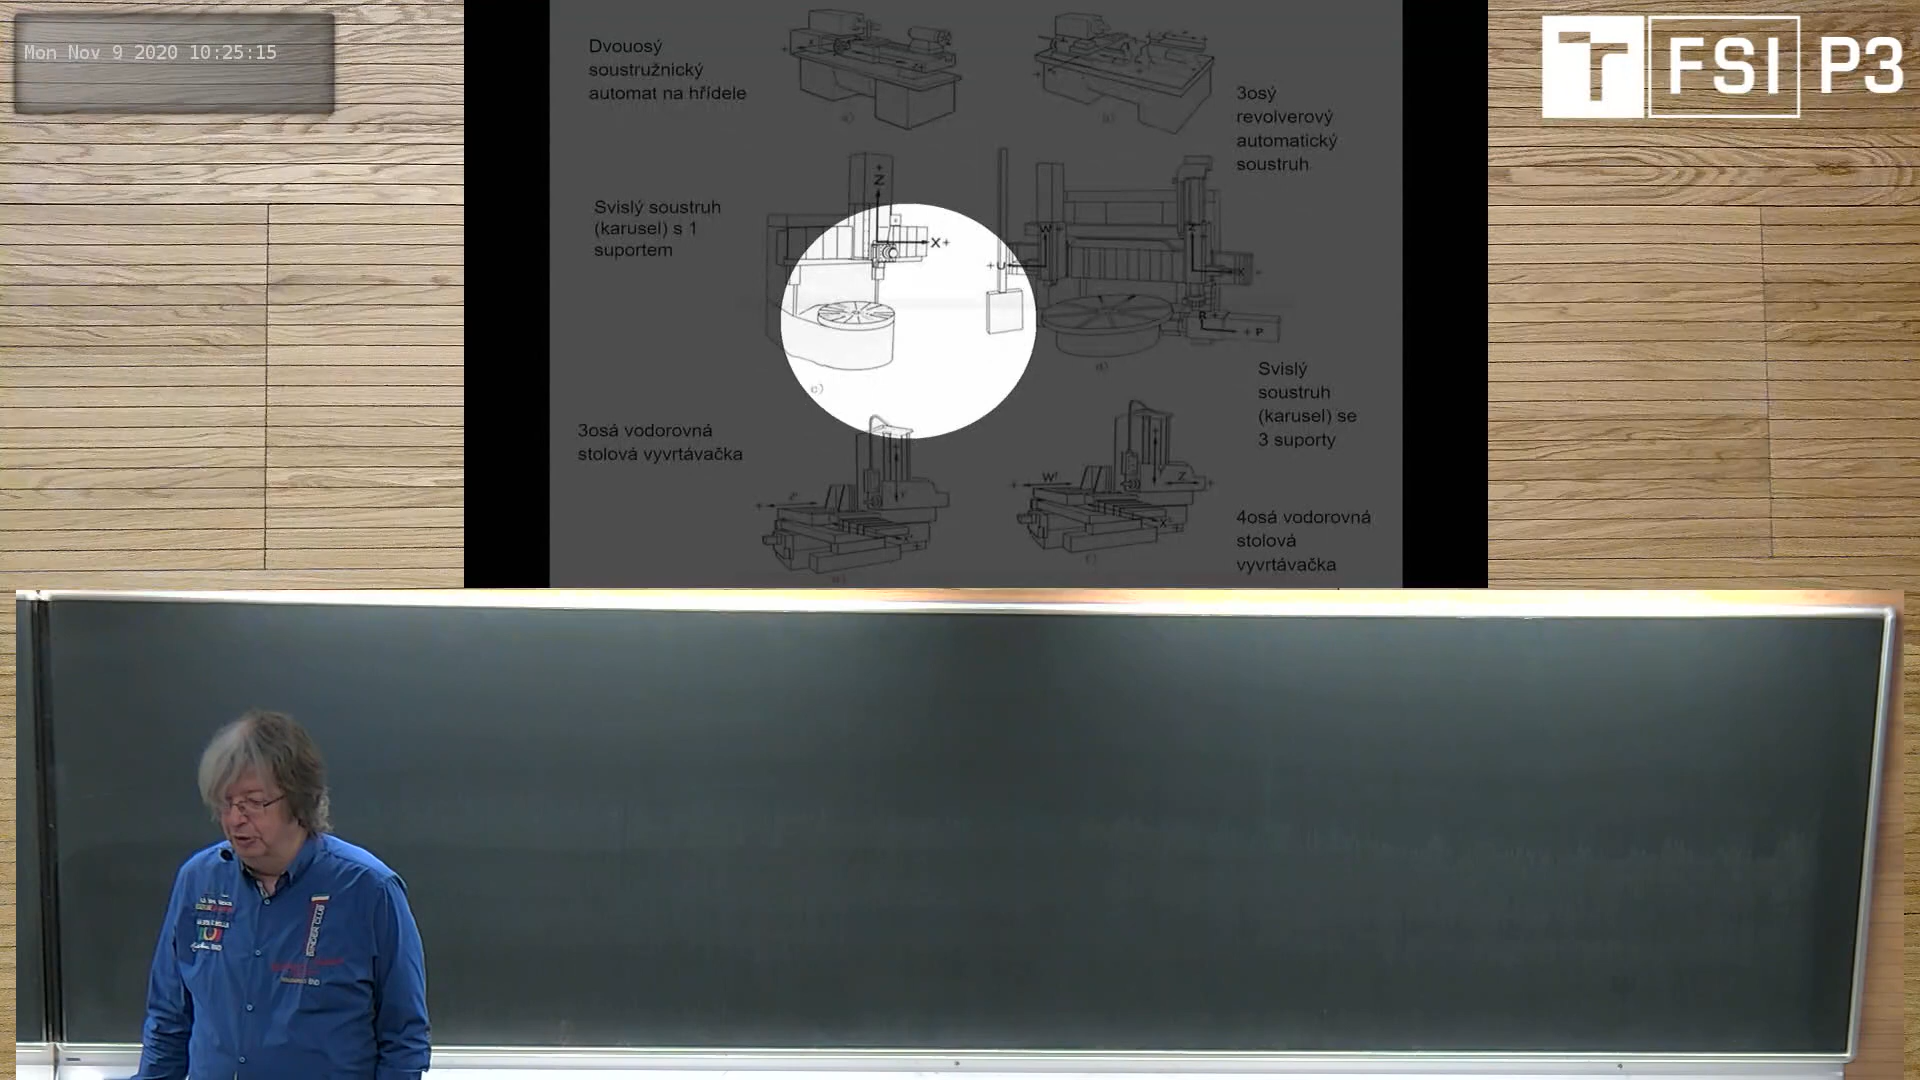 Mon Nov 9 2020 10:25:15
FSI P3
Dvouosý
soustružnický
automat na hřídele
a)
b)
3osý
revolverový
automatický
soustruh
Svislý soustruh
(karusel) s 1
suportem
+
Z
X+
c)
W+
+U
Z
X +
R +
+ P
d)
Svislý
soustruh
(karusel) se
3 suporty
3osá vodorovná
stolová vyvrtávačka
+ W'
Z +
X
4osá vodorovná
stolová
vyvrtávačka